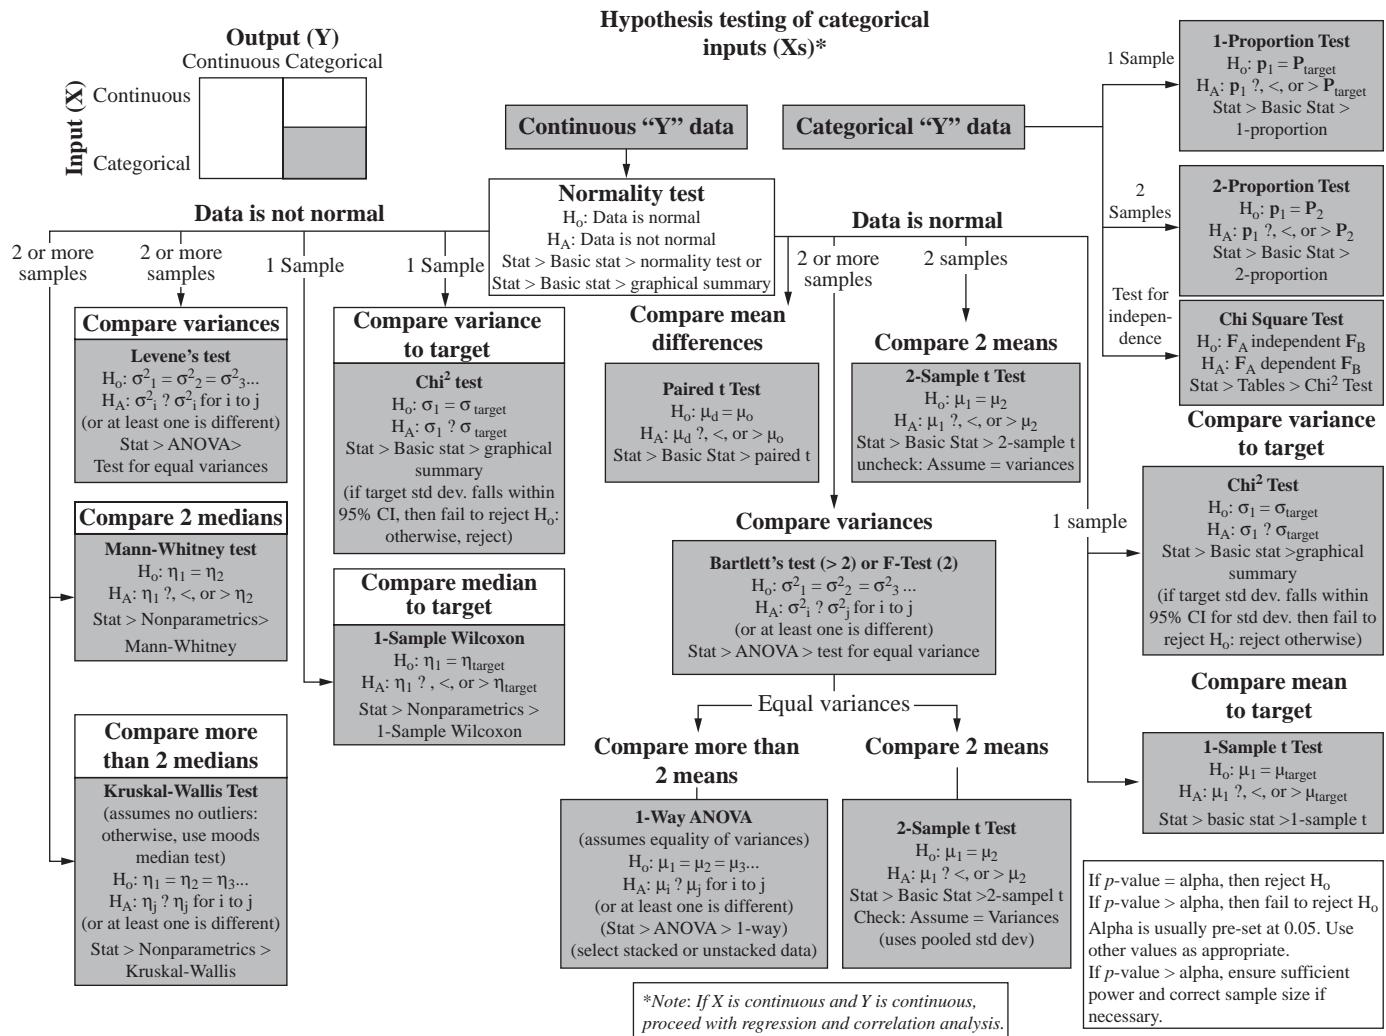 Hypothesis testing of categorical
inputs (Xs)*
Output (Y)
Continuous Categorical
Input (X)
Continuous
Categorical
Continuous “Y” data
Categorical “Y” data
1 Sample
1-Proportion Test
Ho: p1 = Ptarget
HA: p1 ?, <, or > Ptarget
Stat > Basic Stat >
1-proportion
2
Samples
2-Proportion Test
Ho: p1 = P2
HA: p1 ?, <, or > P2
Stat > Basic Stat >
2-proportion
Test for
indepen-
dence
Chi Square Test
Ho: FA independent FB
HA: FA dependent FB
Stat > Tables > Chi² Test
Normality test
Ho: Data is normal
HA: Data is not normal
Stat > Basic stat > normality test or
Stat > Basic stat > graphical summary
Data is not normal
2 or more
samples
2 or more
samples
1 Sample
1 Sample
Compare variances
Levene’s test
Ho: σ²1 = σ²2 = σ²3...
HA: σ²i ? σ²i for i to j
(or at least one is different)
Stat > ANOVA>
Test for equal variances
Compare 2 medians
Mann-Whitney test
Ho: η1 = η2
HA: η1 ?, <, or > η2
Stat > Nonparametrics>
Mann-Whitney
Compare more
than 2 medians
Kruskal-Wallis Test
(assumes no outliers:
otherwise, use moods
median test)
Ho: η1 = η2 = η3...
HA: ηj ? ηj for i to j
(or at least one is different)
Stat > Nonparametrics >
Kruskal-Wallis
Compare variance
to target
Chi² test
Ho: σ1 = σ target
HA: σ1 ? σ target
Stat > Basic stat > graphical
summary
(if target std dev. falls within
95% CI, then fail to reject Ho:
otherwise, reject)
Compare median
to target
1-Sample Wilcoxon
Ho: η1 = ηtarget
HA: η1 ? , <, or > ηtarget
Stat > Nonparametrics >
1-Sample Wilcoxon
Data is normal
2 or more
samples
2 samples
Compare mean
differences
Paired t Test
Ho: μd = μo
HA: μd ?, <, or > μo
Stat > Basic Stat > paired t
Compare 2 means
2-Sample t Test
Ho: μ1 = μ2
HA: μ1 ?, <, or > μ2
Stat > Basic Stat > 2-sample t
uncheck: Assume = variances
Compare variances
Bartlett’s test (> 2) or F-Test (2)
Ho: σ²1 = σ²2 = σ²3 ...
HA: σ²i ? σ²j for i to j
(or at least one is different)
Stat > ANOVA > test for equal variance
Equal variances
Compare more than
2 means
1-Way ANOVA
(assumes equality of variances)
Ho: μ1 = μ2 = μ3...
HA: μi ? μj for i to j
(or at least one is different)
(Stat > ANOVA > 1-way)
(select stacked or unstacked data)
Compare 2 means
2-Sample t Test
Ho: μ1 = μ2
HA: μ1 ? <, or > μ2
Stat > Basic Stat >2-sampel t
Check: Assume = Variances
(uses pooled std dev)
1 sample
Compare variance
to target
Chi² Test
Ho: σ1 = σtarget
HA: σ1 ? σtarget
Stat > Basic stat >graphical
summary
(if target std dev. falls within
95% CI for std dev. then fail to
reject Ho: reject otherwise)
Compare mean
to target
1-Sample t Test
Ho: μ1 = μtarget
HA: μ1 ?, <, or > μtarget
Stat > basic stat >1-sample t
If p-value = alpha, then reject Ho
If p-value > alpha, then fail to reject Ho
Alpha is usually pre-set at 0.05. Use
other values as appropriate.
If p-value > alpha, ensure sufficient
power and correct sample size if
necessary.
*Note: If X is continuous and Y is continuous,
proceed with regression and correlation analysis.